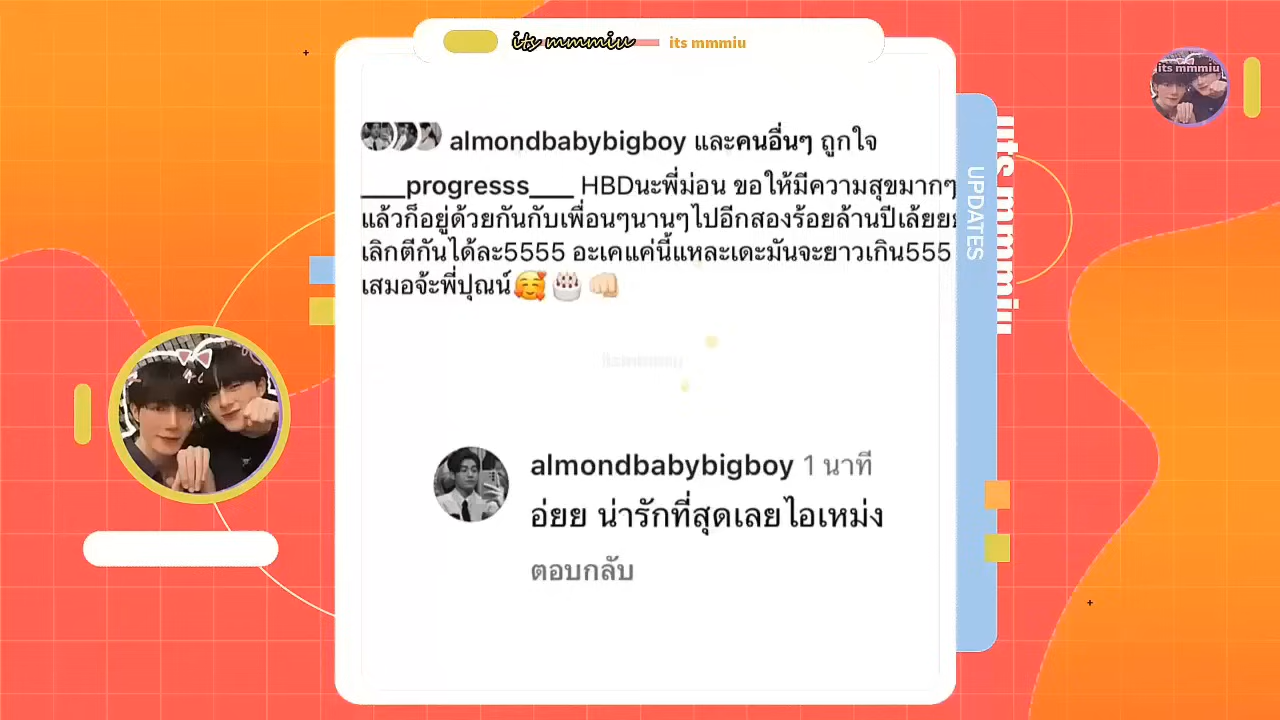 its mmmiu
its mmmiu
its mmmiu
almondbabybigboy และคนอื่นๆ ถูกใจ
____progresss____ HBDนะพี่ม่อน ขอให้มีความสุขมากๆ
แล้วก็อยู่ด้วยกันกับเพื่อนๆนานๆไปอีกสองร้อยล้านปีเล้ยยย
เลิกตีกันได้ละ5555 อะเคแค่นี้แหละเดะมันจะยาวเกิน555
เสมอจ้ะพี่ปุณณ์🥰🎂👊🏻
itsmmmiu
almondbabybigboy 1 นาที
อ่ยย น่ารักที่สุดเลยไอเหม่ง
ตอบกลับ
UPDATES
its mmmiu